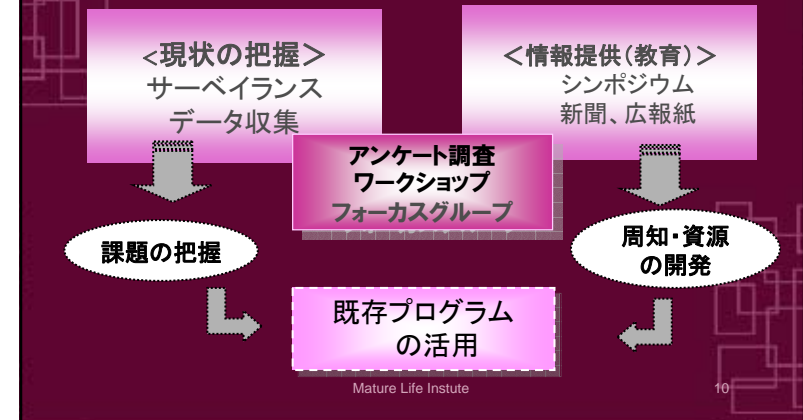 <現状の把握＞
サーベイランス
データ収集
＜情報提供(教育)＞
シンポジウム
新聞、広報紙
アンケート調査
ワークショップ
フォーカスグループ
課題の把握
周知・資源
の開発
既存プログラム
の活用
Mature Life Instute
10